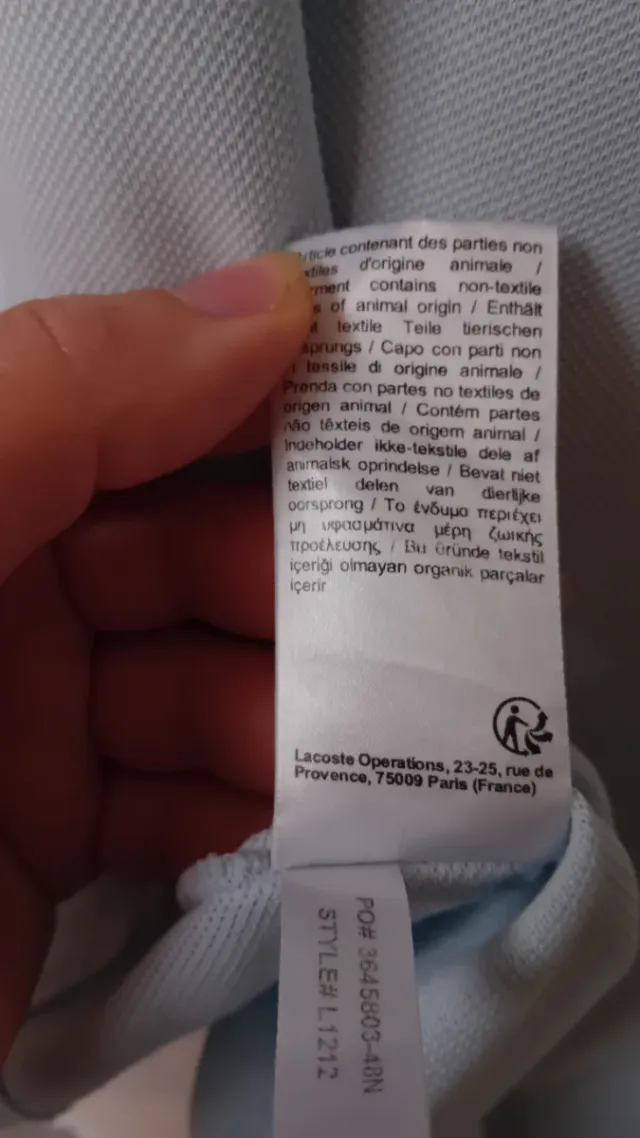 contenant des parties non
d'origine animale /
contains non-textile
of animal origin / Enthält
textile Teile tierischen
/ Capo con parti non
tessile di origine animale /
Prenda con partes no textiles de
origen animal / Contém partes
não têxteis de origem animal /
Indeholder ikke-tekstile dele af
animalsk oprindelse / Bevat niet
textiel delen van dierlijke
oorsprong / Το ένδυμα περιέχει
μη υφασμάτινα μέρη ζωικής
προέλευσης / Bu üründe tekstil
içeriği olmayan organik parçalar
içerir
Lacoste Operations, 23-25, rue de
Provence, 75009 Paris (France)
PO# 3645803-48N
STYLE# L1212